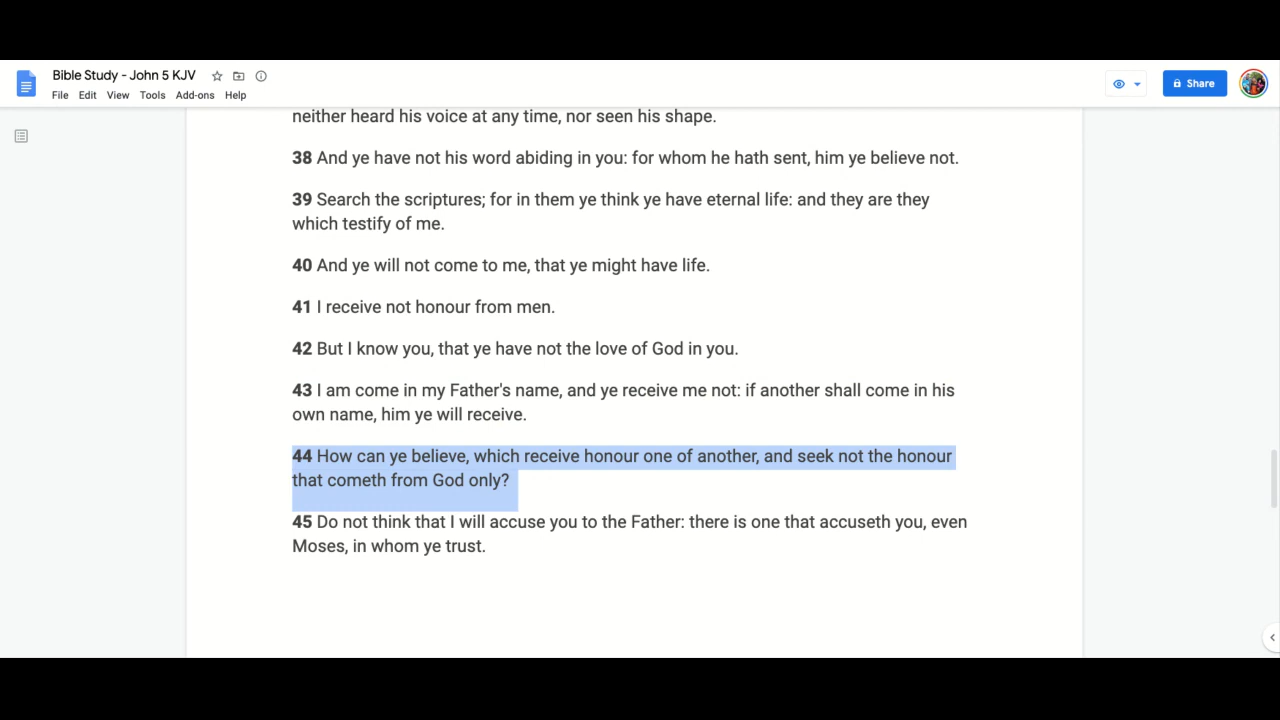 Bible Study - John 5 KJV
File Edit View Tools Add-ons Help
Share
neither heard his voice at any time, nor seen his shape.
38 And ye have not his word abiding in you: for whom he hath sent, him ye believe not.
39 Search the scriptures; for in them ye think ye have eternal life: and they are they
which testify of me.
40 And ye will not come to me, that ye might have life.
41 I receive not honour from men.
42 But I know you, that ye have not the love of God in you.
43 I am come in my Father's name, and ye receive me not: if another shall come in his
own name, him ye will receive.
44 How can ye believe, which receive honour one of another, and seek not the honour
that cometh from God only?
45 Do not think that I will accuse you to the Father: there is one that accuseth you, even
Moses, in whom ye trust.